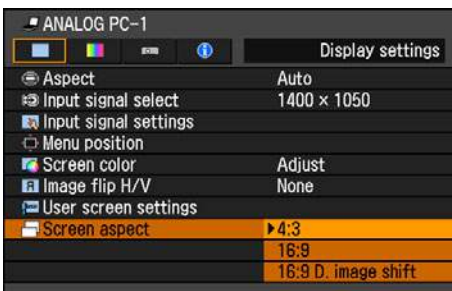 ANALOG PC-1
Display settings
Aspect Auto
Input signal select 1400 × 1050
Input signal settings
Menu position
Screen color Adjust
Image flip H/V None
User screen settings
Screen aspect 4:3
16:9
16:9 D. image shift